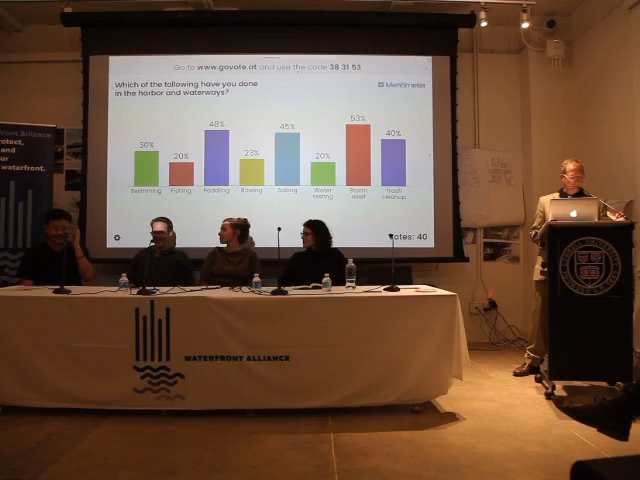 Go to www.govote.at and use the code 38 31 53
Which of the following have you done
in the harbor and waterways?
Mentimeter
30%
20%
48%
23%
45%
20%
53%
40%
Swimming
Fishing
Paddling
Rowing
Sailing
Water
testing
Storm
relief
Trash
cleanup
Votes: 40
Waterfront Alliance
and
waterfront.
WATERFRONT ALLIANCE